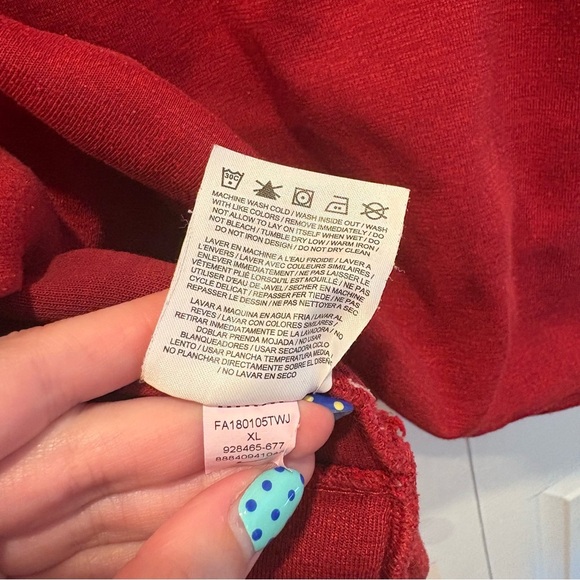 30C
MACHINE WASH COLD / WASH INSIDE OUT / WASH
WITH LIKE COLORS / REMOVE IMMEDIATELY / DO
NOT ALLOW TO LAY ON ITSELF WHEN WET / DO
NOT BLEACH / TUMBLE DRY LOW / WARM IRON /
DO NOT IRON DESIGN / DO NOT DRY CLEAN
LAVER EN MACHINE À L'EAU FROIDE / LAVER À
L'ENVERS / LAVER AVEC COULEURS SIMILAIRES /
ENLEVER IMMÉDIATEMENT / NE PAS LAISSER LE
VÊTEMENT PLIÉ LORSQU'IL EST MOUILLÉ / NE PAS
UTILISER D'EAU DE JAVEL / SÉCHER EN MACHINE
CYCLE DÉLICAT / REPASSER FER TIÈDE / NE PAS
REPASSER LE DESSIN / NE PAS NETTOYER A SEC
LAVAR A MAQUINA EN AGUA FRIA / LAVAR AL
REVES / LAVAR CON COLORES SIMILARES / NO
RETIRAR INMEDIATAMENTE DE LA LAVADORA / NO
DOBLAR PRENDA MOJADA / NO USAR
BLANQUEADORES / USAR SECADORA CICLO
LENTO / USAR PLANCHA TEMPERATURA MEDIA /
NO PLANCHAR DIRECTAMENTE SOBRE EL DISEÑO
/ NO LAVAR EN SECO
FA180105TWJ
XL
928465-677